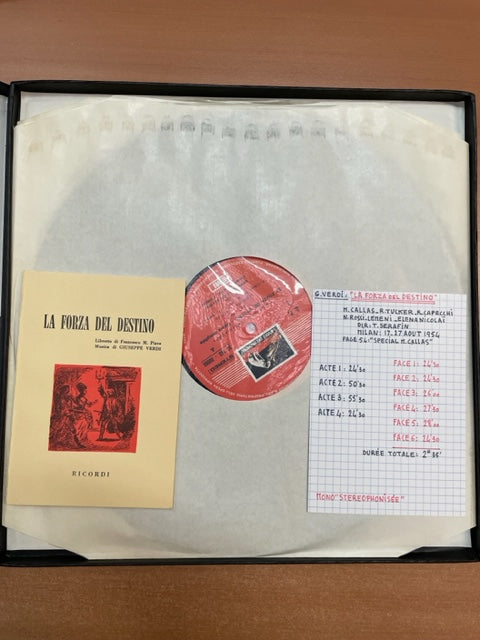 LA FORZA DEL DESTINO
Libretto di Francesco M. Piave
Musica di GIUSEPPE VERDI
RICORDI
G. VERDI: "LA FORZA DEL DESTINO"
M. CALLAS. R. TUCKER. R. CAPECCHI
N. ROSSI-LEMENI. ELENA NICOLAI
DIR: T. SERAFIN
MILAN: 17.27 AOUT 1954
FACE 54: "SPECIAL M. CALLAS"
ACTE 1: 24'30
ACTE 2: 50'30
ACTE 3: 55'30
ACTE 4: 24'30
FACE 1: 24'30
FACE 2: 24'30
FACE 3: 26'00
FACE 4: 27'30
FACE 5: 28'00
FACE 6: 24'30
DURÉE TOTALE: 2H35'
MONO "STEREOPHONISÉE"